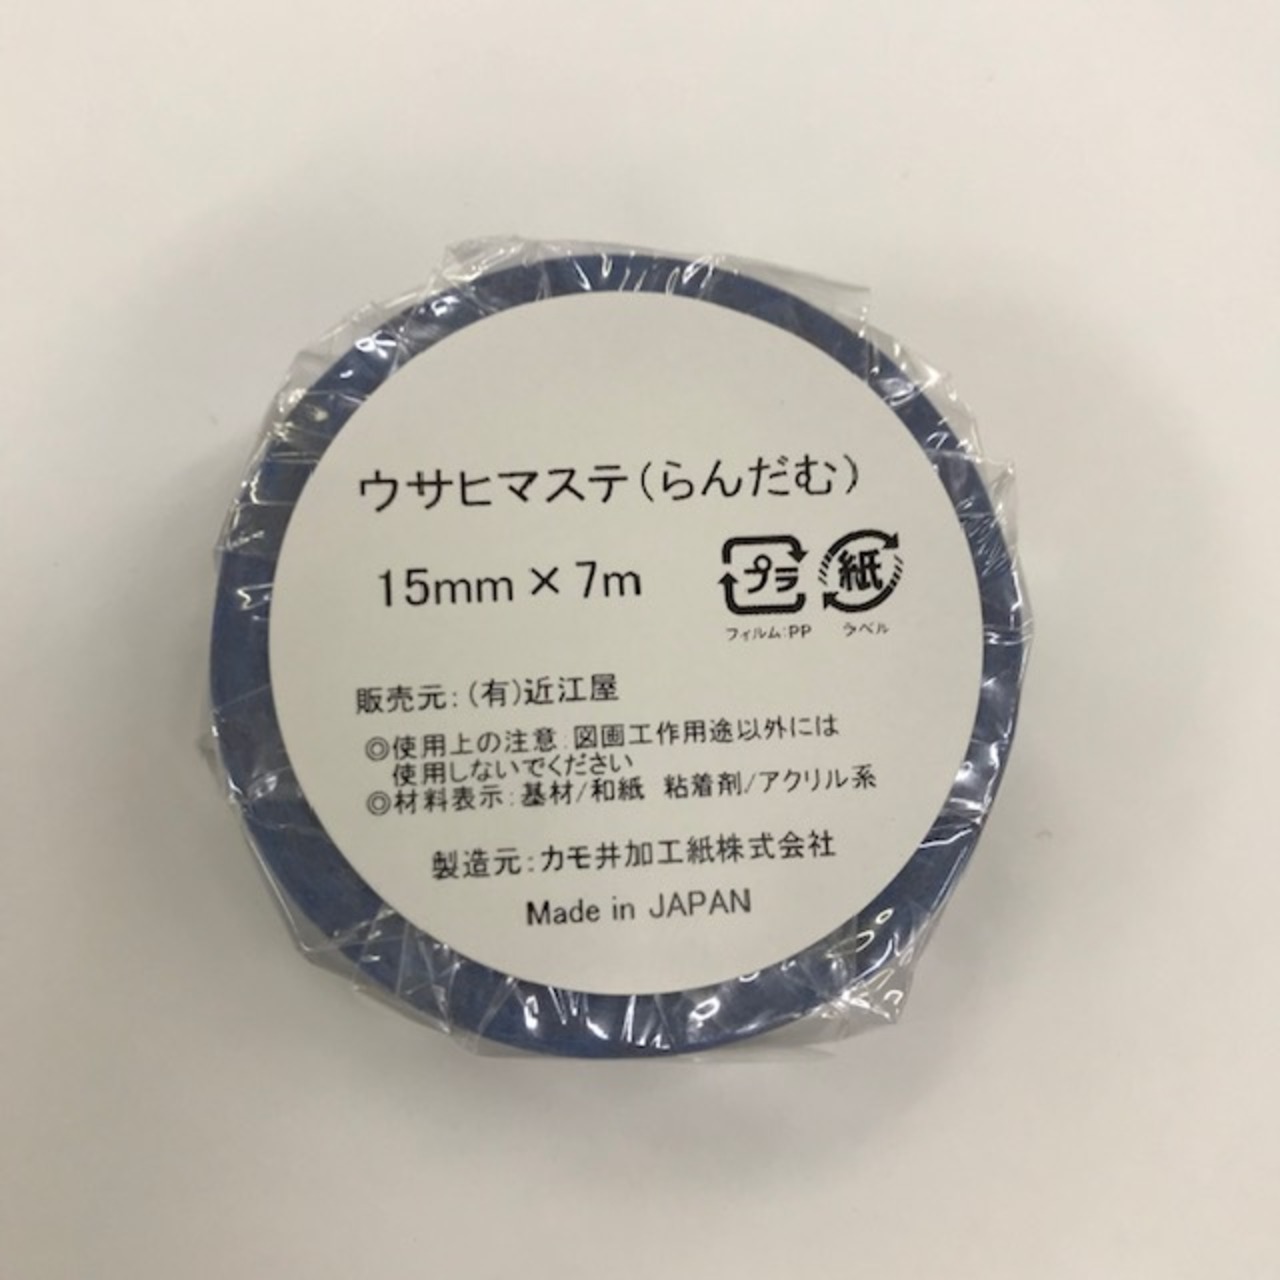 ウサヒマステ(らんだむ)
15mm×7m
プラ 紙
フィルム:PP ラベル
販売元:(有)近江屋
◎使用上の注意:図画工作用途以外には
使用しないでください
◎材料表示:基材/和紙 粘着剤/アクリル系
製造元:カモ井加工紙株式会社
Made in JAPAN